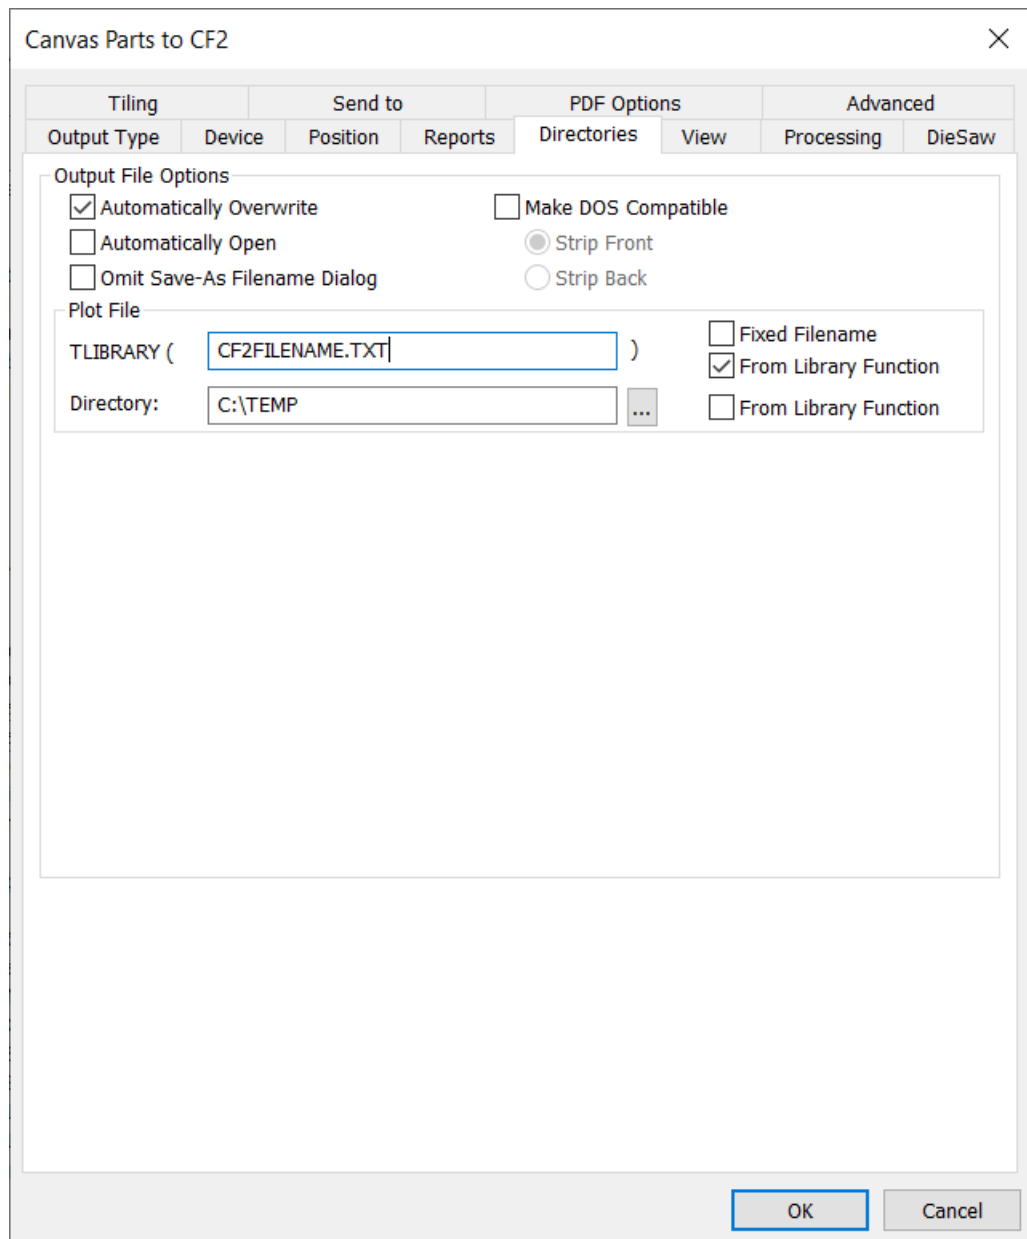 Canvas Parts to CF2
Tiling Send to PDF Options Advanced
Output Type Device Position Reports Directories View Processing DieSaw
Output File Options
Automatically Overwrite Make DOS Compatible
Automatically Open Strip Front
Omit Save-As Filename Dialog Strip Back
Plot File
Fixed Filename
TLIBRARY ( CF2FILENAME.TXT )
From Library Function
Directory: C:\TEMP ... From Library Function
OK Cancel